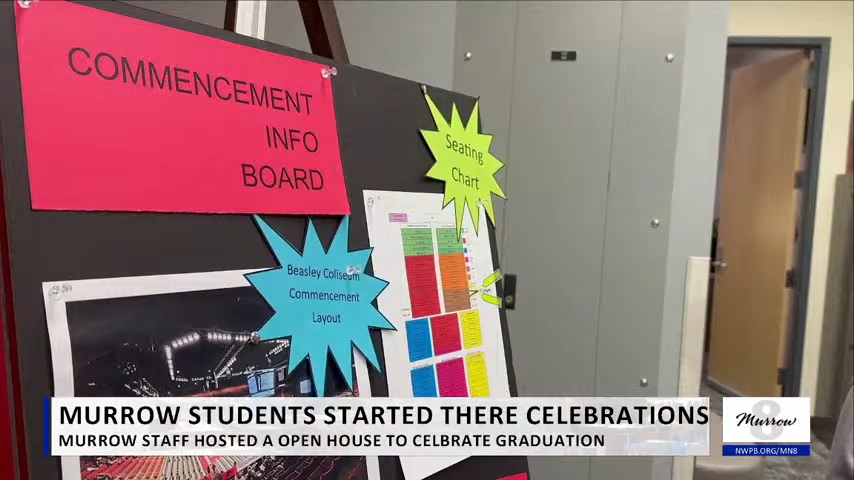 COMMENCEMENT
INFO
BOARD
Seating
Chart
Beasley Coliseum
Commencement
Layout
MURROW STUDENTS STARTED THERE CELEBRATIONS
MURROW STAFF HOSTED A OPEN HOUSE TO CELBRATE GRADUATION
8
Murrow
NWPB.ORG/MN8